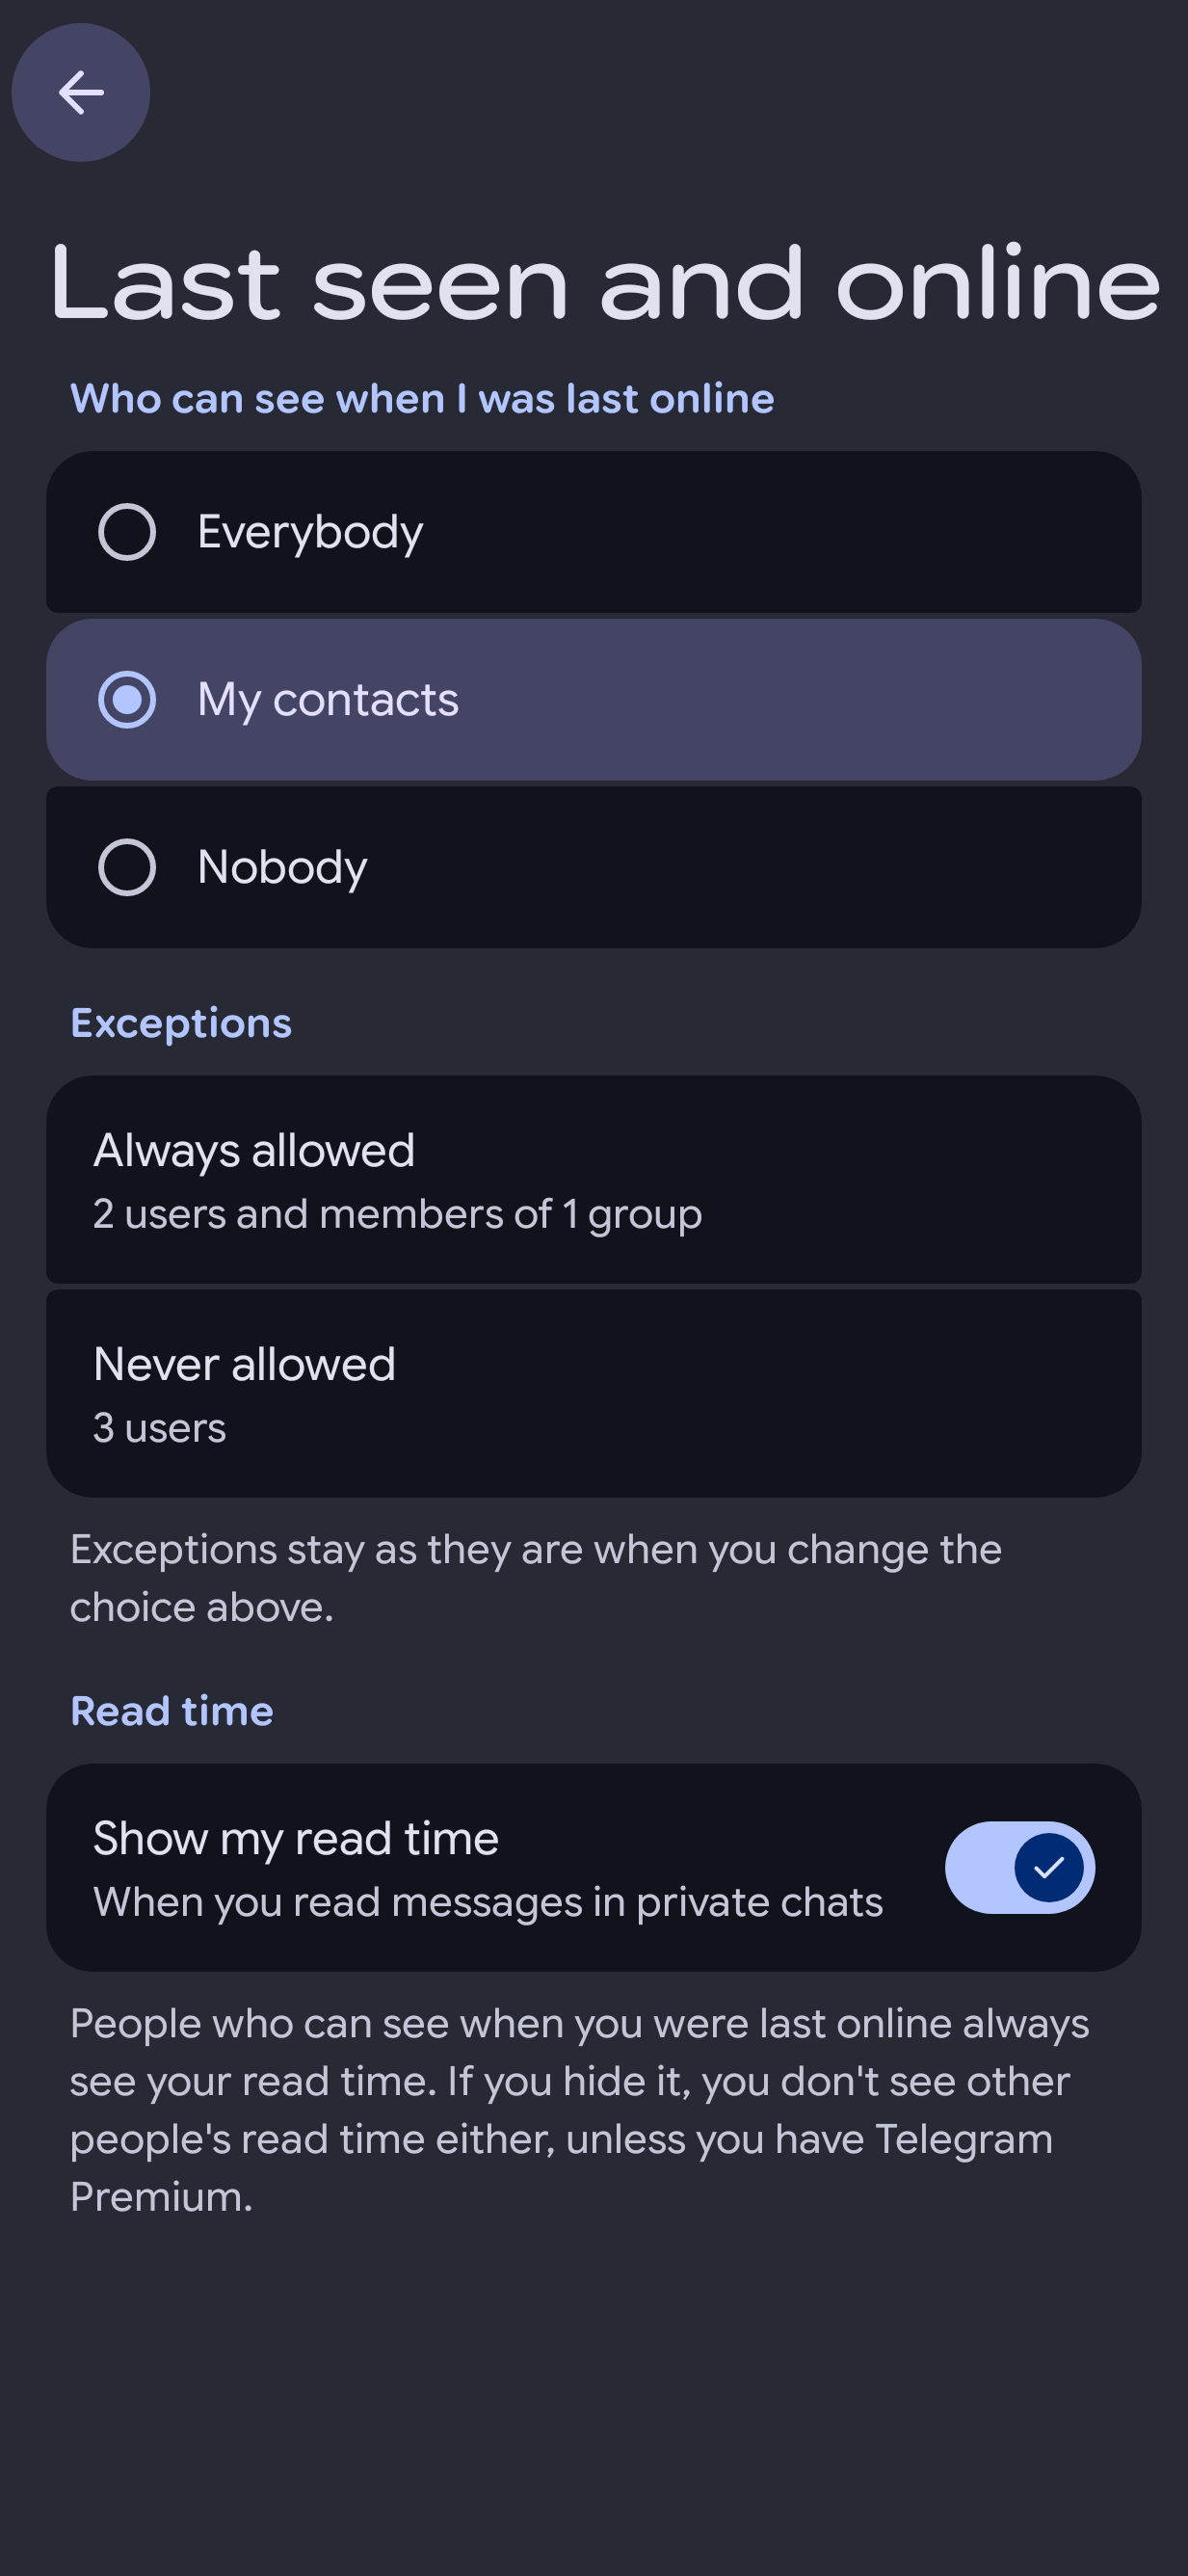 Last seen and online
Who can see when I was last online
Everybody
My contacts
Nobody
Exceptions
Always allowed
2 users and members of 1 group
Never allowed
3 users
Exceptions stay as they are when you change the
choice above.
Read time
Show my read time
When you read messages in private chats
People who can see when you were last online always
see your read time. If you hide it, you don't see other
people's read time either, unless you have Telegram
Premium.